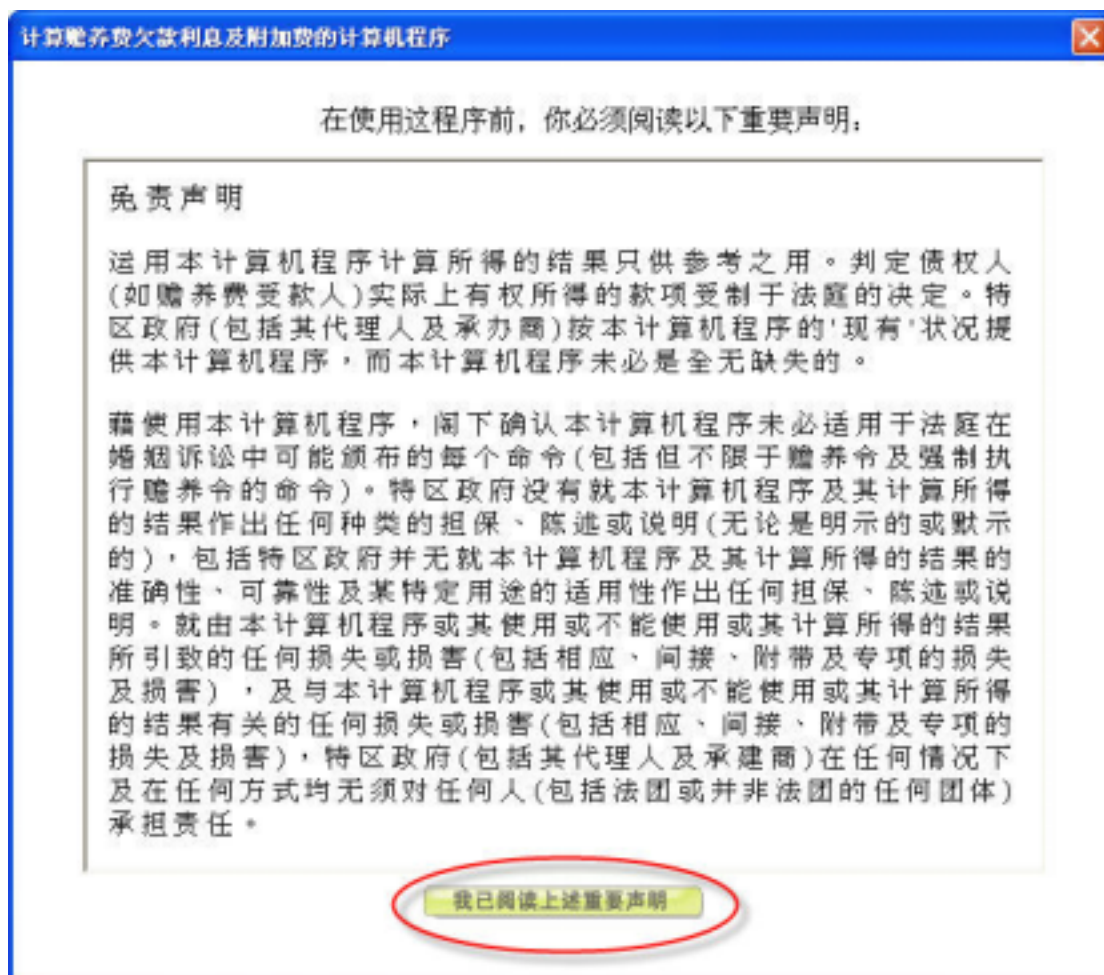 计算赡养费欠款利息及附加费的计算机程序
在使用这程序前，你必须阅读以下重要声明：
免责声明
运用本计算机程序计算所得的结果只供参考之用。判定债权人
(如赡养费受款人)实际上有权所得的款项受制于法庭的决定。特
区政府(包括其代理人及承办商)按本计算机程序的'现有'状况提
供本计算机程序，而本计算机程序未必是全无缺失的。
藉使用本计算机程序，阁下确认本计算机程序未必适用于法庭在
婚姻诉讼中可能颁布的每个命令(包括但不限于赡养令及强制执
行赡养令的命令)。特区政府没有就本计算机程序及其计算所得
的结果作出任何种类的担保、陈述或说明(无论是明示的或默示
的)，包括特区政府并无就本计算机程序及其计算所得的结果的
准确性、可靠性及某特定用途的适用性作出任何担保、陈述或说
明。就由本计算机程序或其使用或不能使用或其计算所得的结果
所引致的任何损失或损害(包括相应、间接、附带及专项的损失
及损害)，及与本计算机程序或其使用或不能使用或其计算所得
的结果有关的任何损失或损害(包括相应、间接、附带及专项的
损失及损害)，特区政府(包括其代理人及承建商)在任何情况下
及在任何方式均无须对任何人(包括法团或并非法团的任何团体)
承担责任。
我已阅读上述重要声明